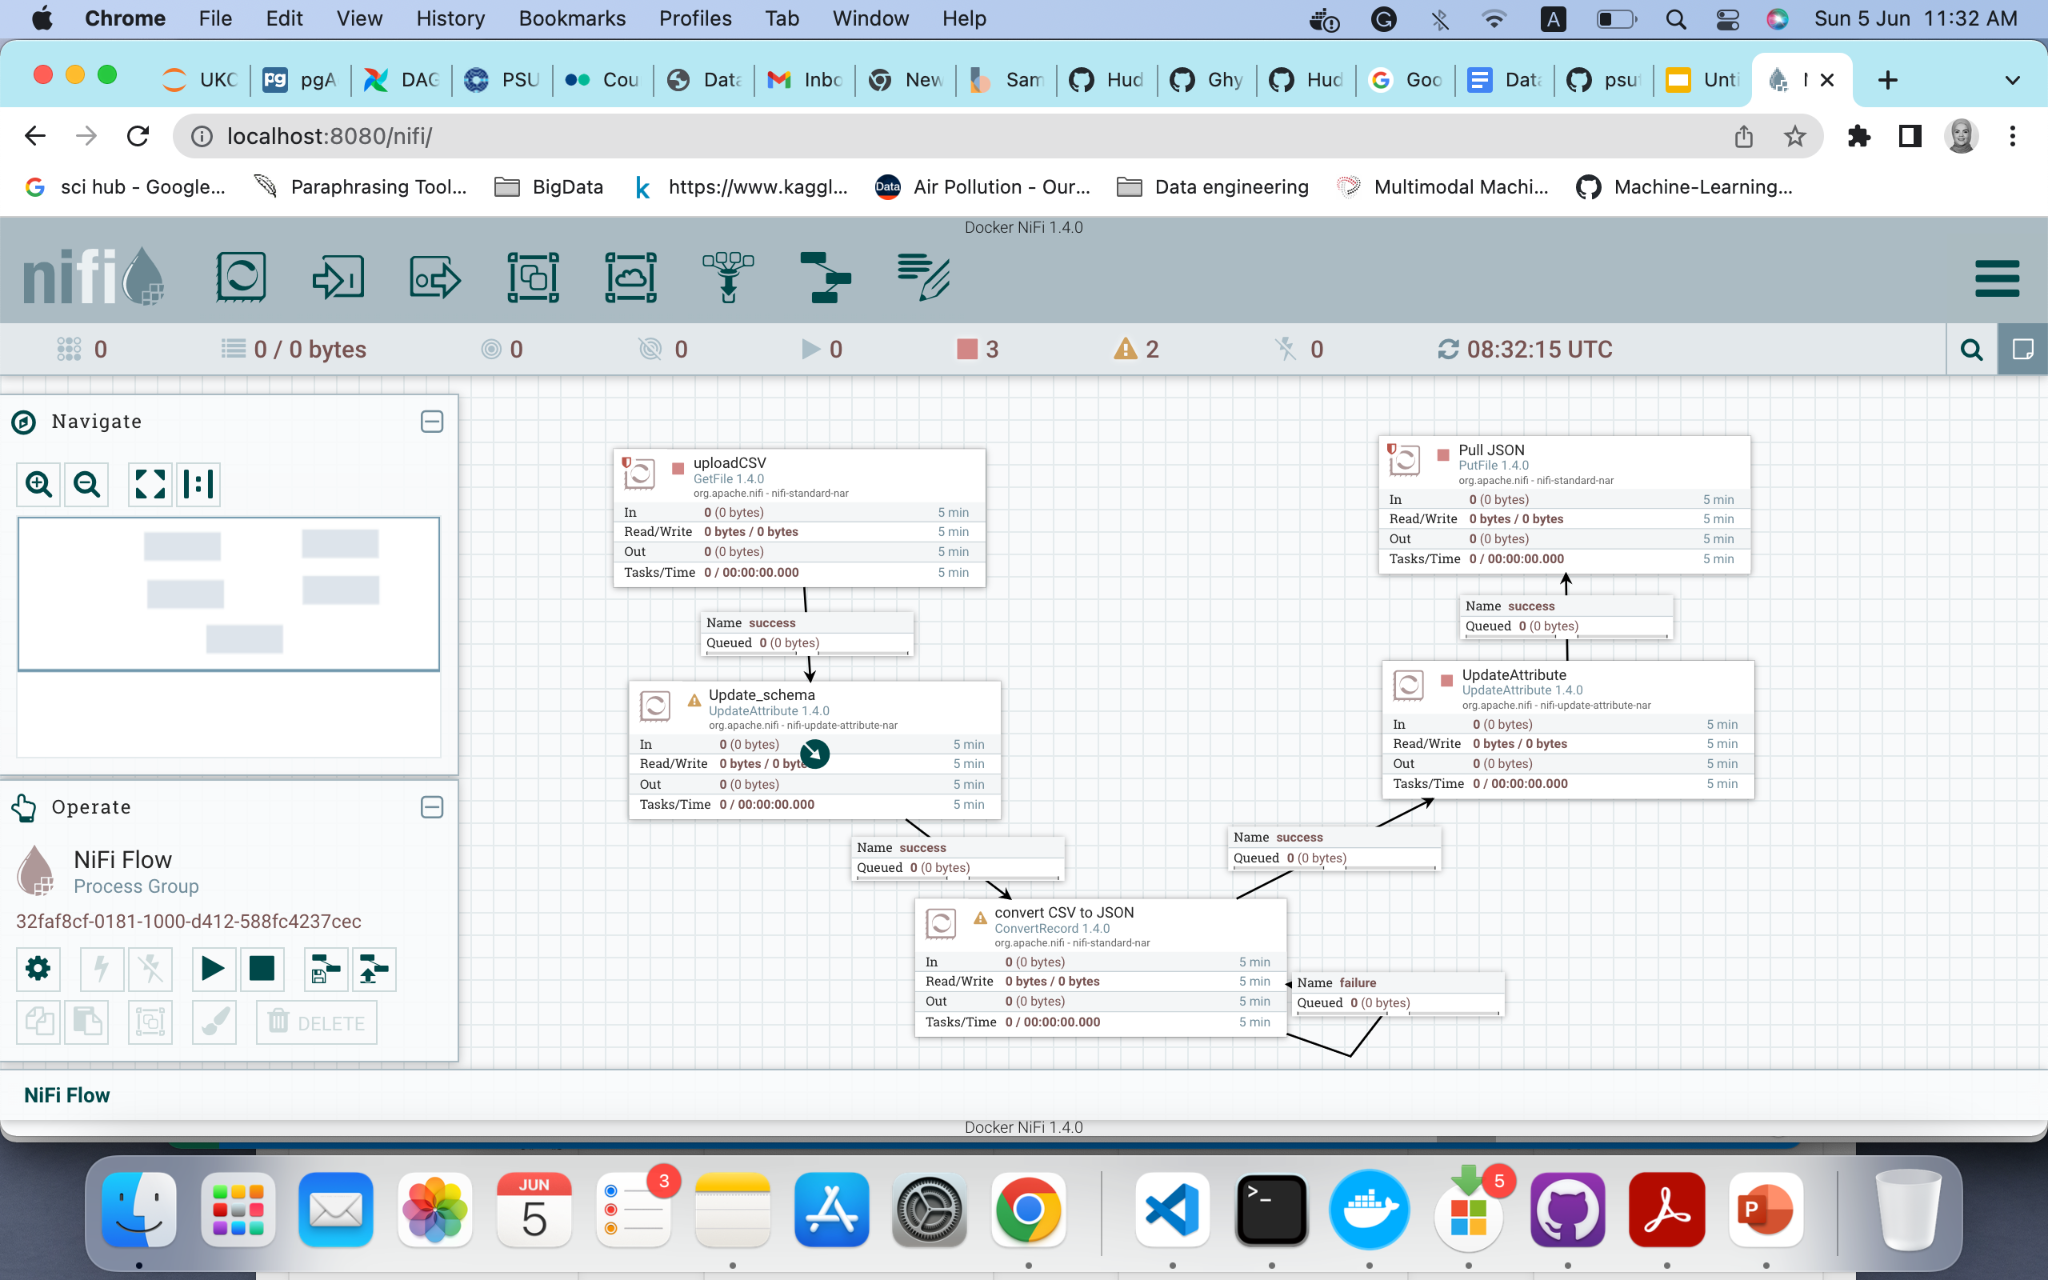 Chrome File Edit View History Bookmarks Profiles Tab Window Help A Sun 5 Jun 11:32 AM
UKC pgA DAG PSU Cou Data Inbo New Sam Hud Ghy Hud Goo Data psut Unti
localhost:8080/nifi/
sci hub - Google... Paraphrasing Tool... BigData https://www.kaggl... Air Pollution - Our... Data engineering Multimodal Machi... Machine-Learning...
Docker NiFi 1.4.0
nifi
0 0 / 0 bytes 0 0 0 3 2 0 08:32:15 UTC
Navigate
Operate
NiFi Flow
Process Group
32faf8cf-0181-1000-d412-588fc4237cec
DELETE
uploadCSV
GetFile 1.4.0
org.apache.nifi - nifi-standard-nar
In 0 (0 bytes) 5 min
Read/Write 0 bytes / 0 bytes 5 min
Out 0 (0 bytes) 5 min
Tasks/Time 0 / 00:00:00.000 5 min
Name success
Queued 0 (0 bytes)
Update_schema
UpdateAttribute 1.4.0
org.apache.nifi - nifi-update-attribute-nar
In 0 (0 bytes) 5 min
Read/Write 0 bytes / 0 byte 5 min
Out 0 (0 bytes) 5 min
Tasks/Time 0 / 00:00:00.000 5 min
Name success
Queued 0 (0 bytes)
convert CSV to JSON
ConvertRecord 1.4.0
org.apache.nifi - nifi-standard-nar
In 0 (0 bytes) 5 min
Read/Write 0 bytes / 0 bytes 5 min
Out 0 (0 bytes) 5 min
Tasks/Time 0 / 00:00:00.000 5 min
Name failure
Queued 0 (0 bytes)
Name success
Queued 0 (0 bytes)
UpdateAttribute
UpdateAttribute 1.4.0
org.apache.nifi - nifi-update-attribute-nar
In 0 (0 bytes) 5 min
Read/Write 0 bytes / 0 bytes 5 min
Out 0 (0 bytes) 5 min
Tasks/Time 0 / 00:00:00.000 5 min
Name success
Queued 0 (0 bytes)
Pull JSON
PutFile 1.4.0
org.apache.nifi - nifi-standard-nar
In 0 (0 bytes) 5 min
Read/Write 0 bytes / 0 bytes 5 min
Out 0 (0 bytes) 5 min
Tasks/Time 0 / 00:00:00.000 5 min
NiFi Flow
Docker NiFi 1.4.0
JUN
5
3
5